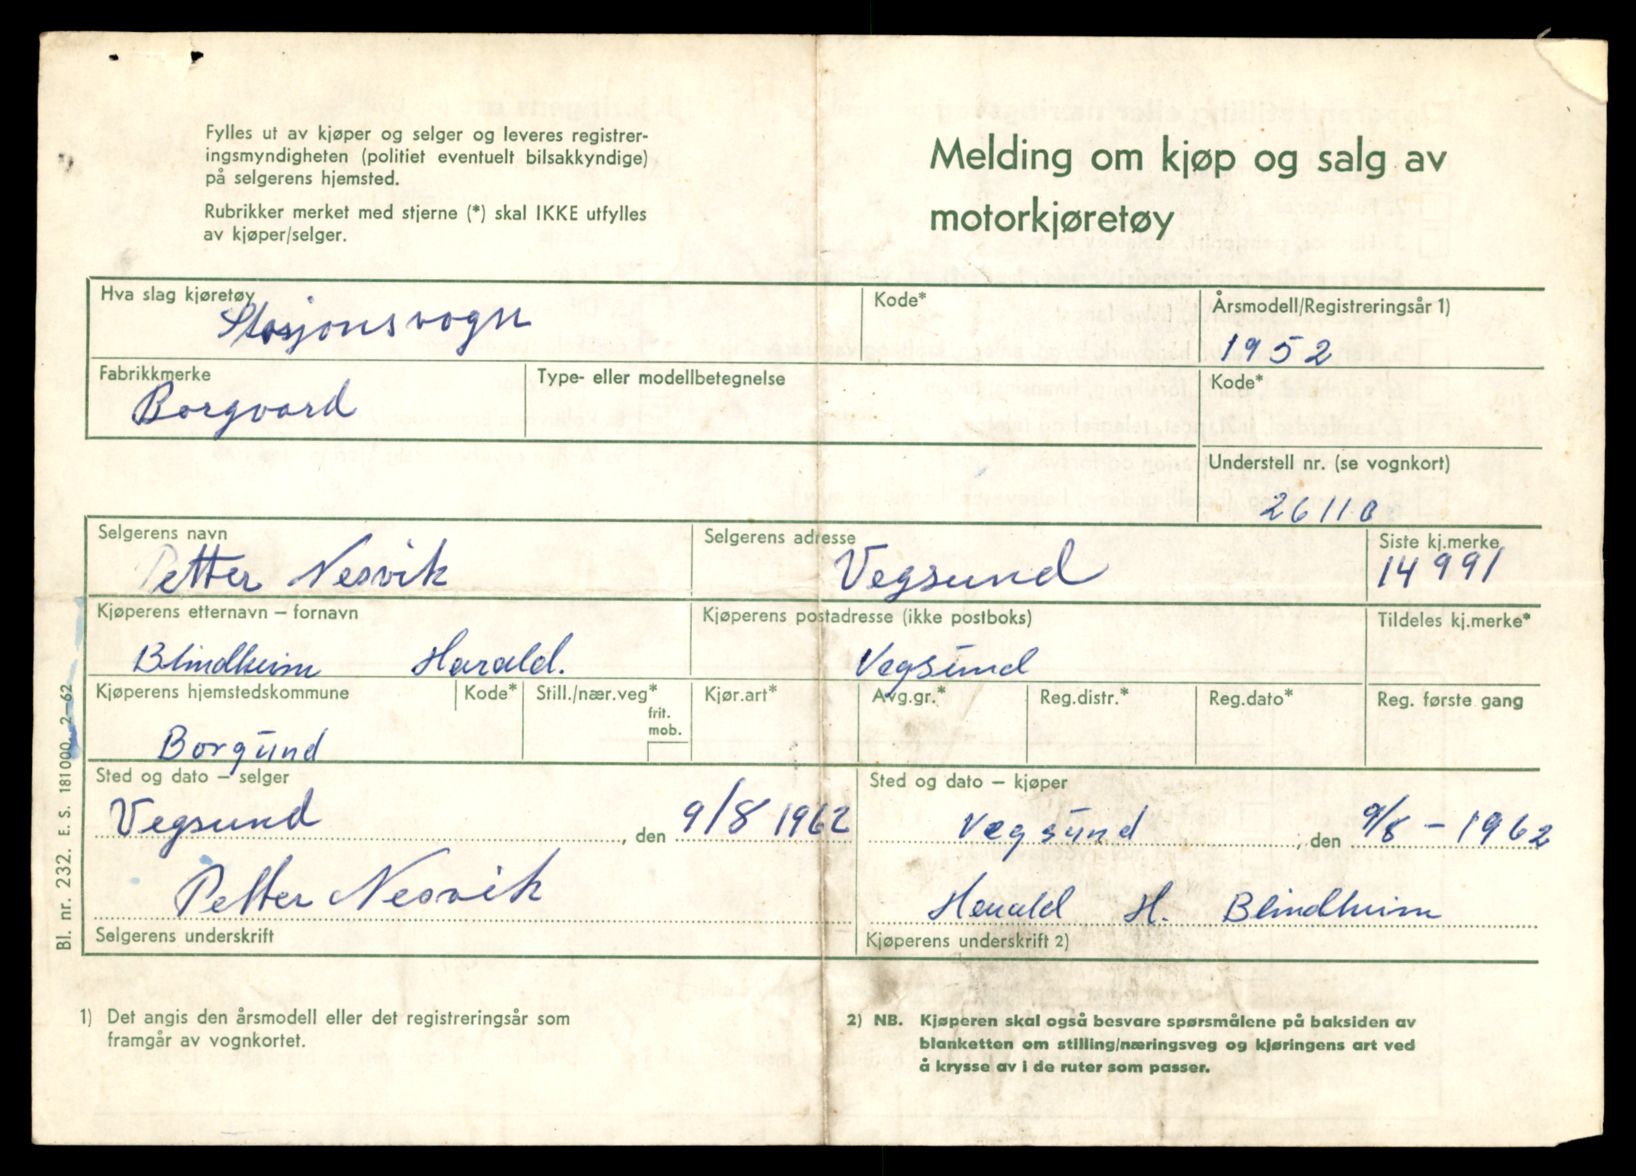 Fylles ut av kjøper og selger og leveres registrer-
ingsmyndigheten (politiet eventuelt bilsakkyndige)
på selgerens hjemsted.
Rubrikker merket med stjerne (*) skal IKKE utfylles
av kjøper/selger.
Melding om kjøp og salg av
motorkjøretøy
Hva slag kjøretøy
Stasjonsvogn
Kode*
Årsmodell/Registreringsår 1)
1952
Fabrikkmerke
Borgvard
Type- eller modellbetegnelse
Kode*
Understell nr. (se vognkort)
26110
Selgerens navn
Petter Nesvik
Selgerens adresse
Vegsund
Siste kj.merke
14991
Kjøperens etternavn – fornavn
Blindheim Harald.
Kjøperens postadresse (ikke postboks)
Vegsund
Tildeles kj.merke*
Kjøperens hjemstedskommune
Borgund
Kode*
Still./nær.veg*
frit.
mob.
Kjør.art*
Avg.gr.*
Reg.distr.*
Reg.dato*
Reg. første gang
Sted og dato – selger
Vegsund, den 9/8 1962
Petter Nesvik
Selgerens underskrift
Sted og dato – kjøper
Vegsund, den 9/8 – 1962
Harald H. Blindheim
Kjøperens underskrift 2)
Bl. nr. 232. E. S. 181000 2–62
1) Det angis den årsmodell eller det registreringsår som
framgår av vognkortet.
2) NB. Kjøperen skal også besvare spørsmålene på baksiden av
blanketten om stilling/næringsveg og kjøringens art ved
å krysse av i de ruter som passer.